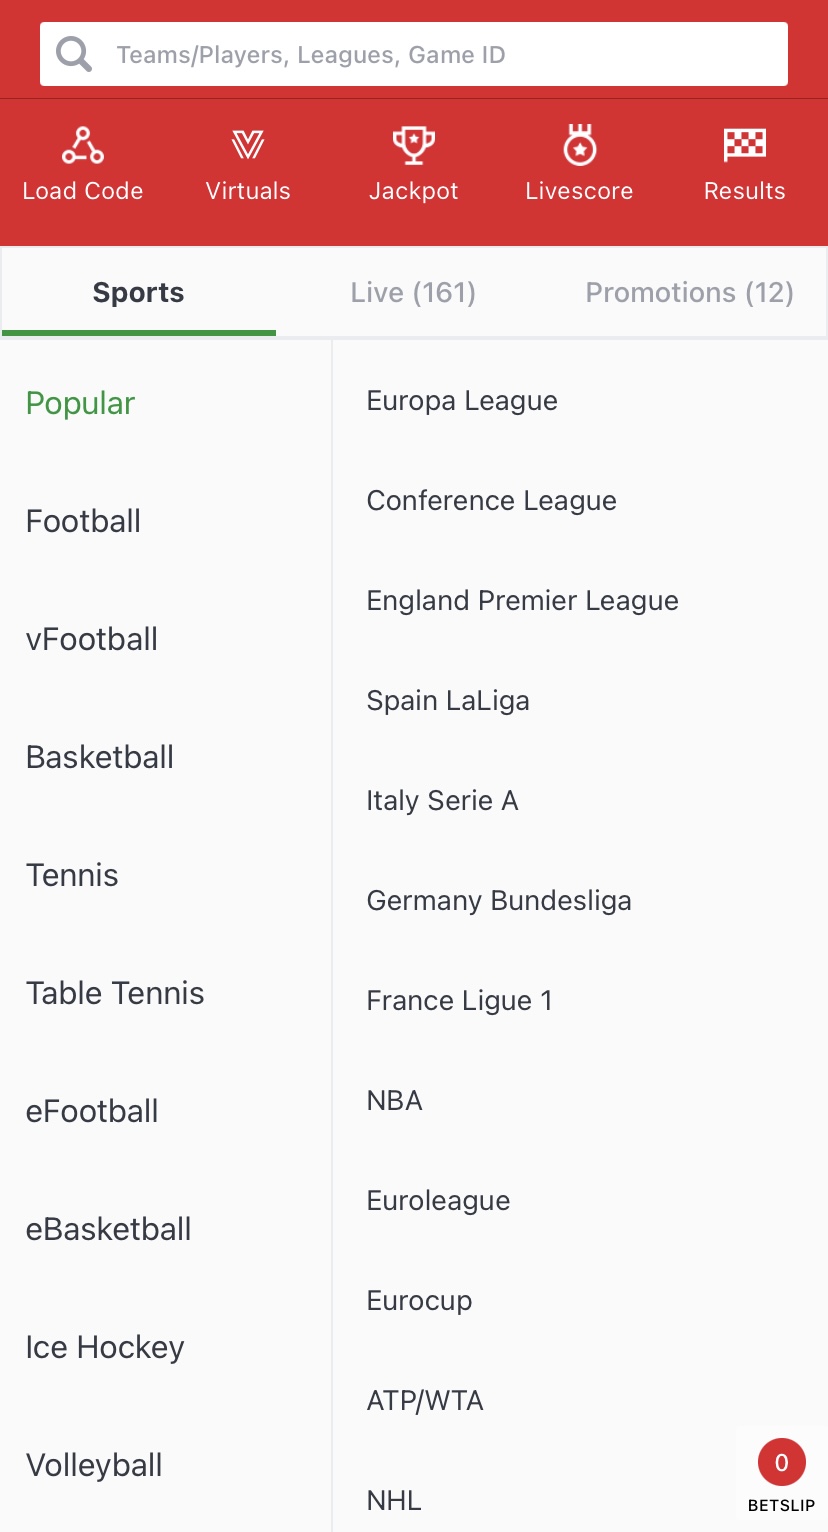 Teams/Players, Leagues, Game ID
Load Code
Virtuals
Jackpot
Livescore
Results
Sports
Live (161)
Promotions (12)
Popular
Football
vFootball
Basketball
Tennis
Table Tennis
eFootball
eBasketball
Ice Hockey
Volleyball
Europa League
Conference League
England Premier League
Spain LaLiga
Italy Serie A
Germany Bundesliga
France Ligue 1
NBA
Euroleague
Eurocup
ATP/WTA
NHL
0
BETSLIP